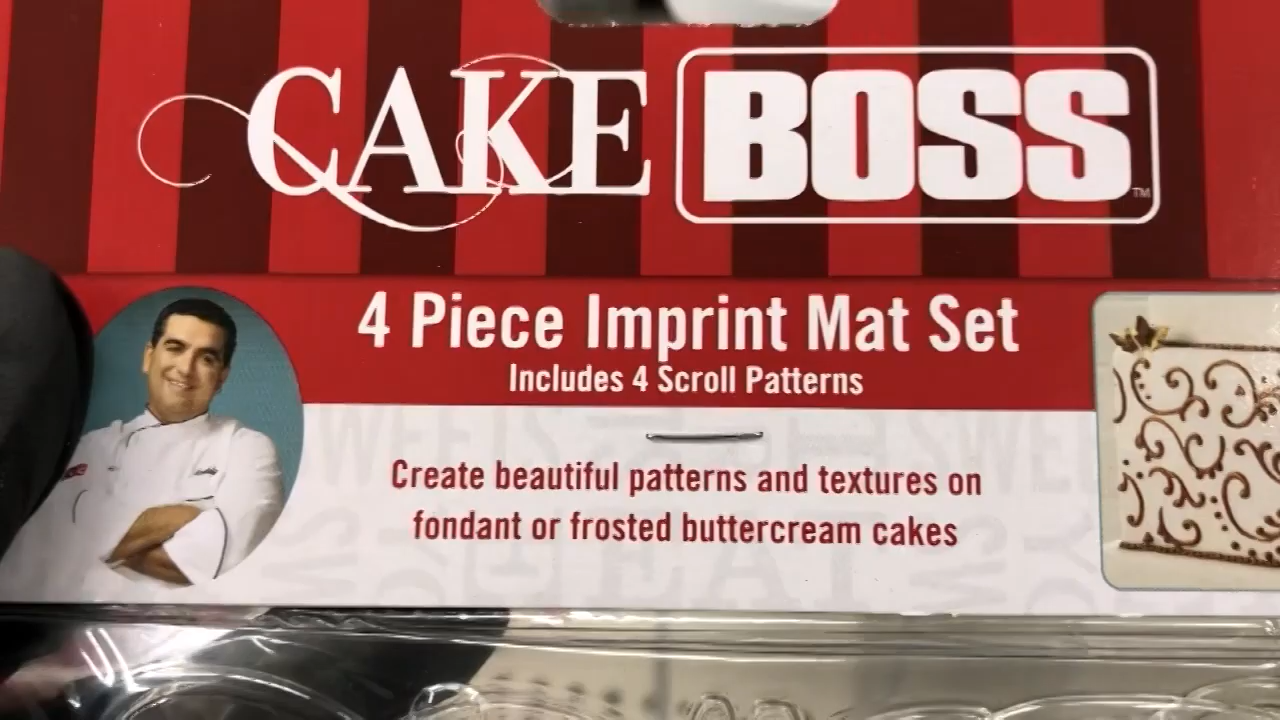 CAKE BOSS™
4 Piece Imprint Mat Set
Includes 4 Scroll Patterns
Create beautiful patterns and textures on
fondant or frosted buttercream cakes